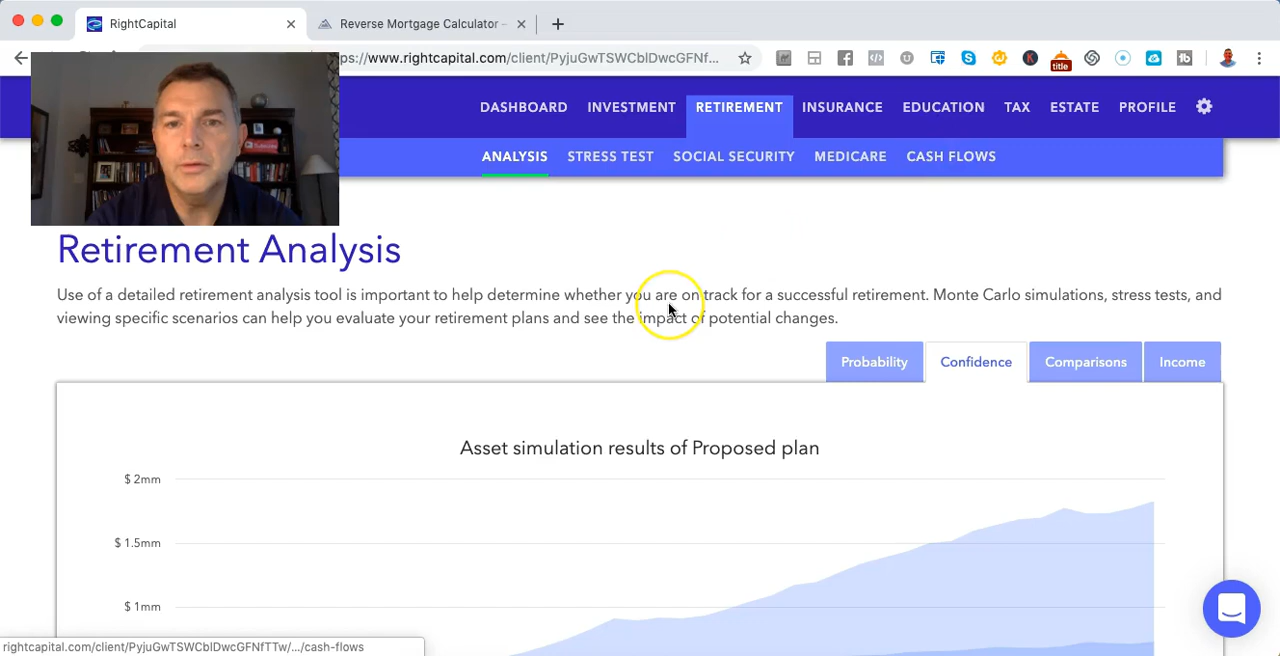 RightCapital
Reverse Mortgage Calculator –
ps://www.rightcapital.com/client/PyjuGwTSWCblDwcGFNf...
title
DASHBOARD INVESTMENT RETIREMENT INSURANCE EDUCATION TAX ESTATE PROFILE
ANALYSIS STRESS TEST SOCIAL SECURITY MEDICARE CASH FLOWS
Retirement Analysis
Use of a detailed retirement analysis tool is important to help determine whether you are on track for a successful retirement. Monte Carlo simulations, stress tests, and
viewing specific scenarios can help you evaluate your retirement plans and see the impact of potential changes.
Probability Confidence Comparisons Income
Asset simulation results of Proposed plan
$ 2mm
$ 1.5mm
$ 1mm
rightcapital.com/client/PyjuGwTSWCblDwcGFNfTTw/.../cash-flows